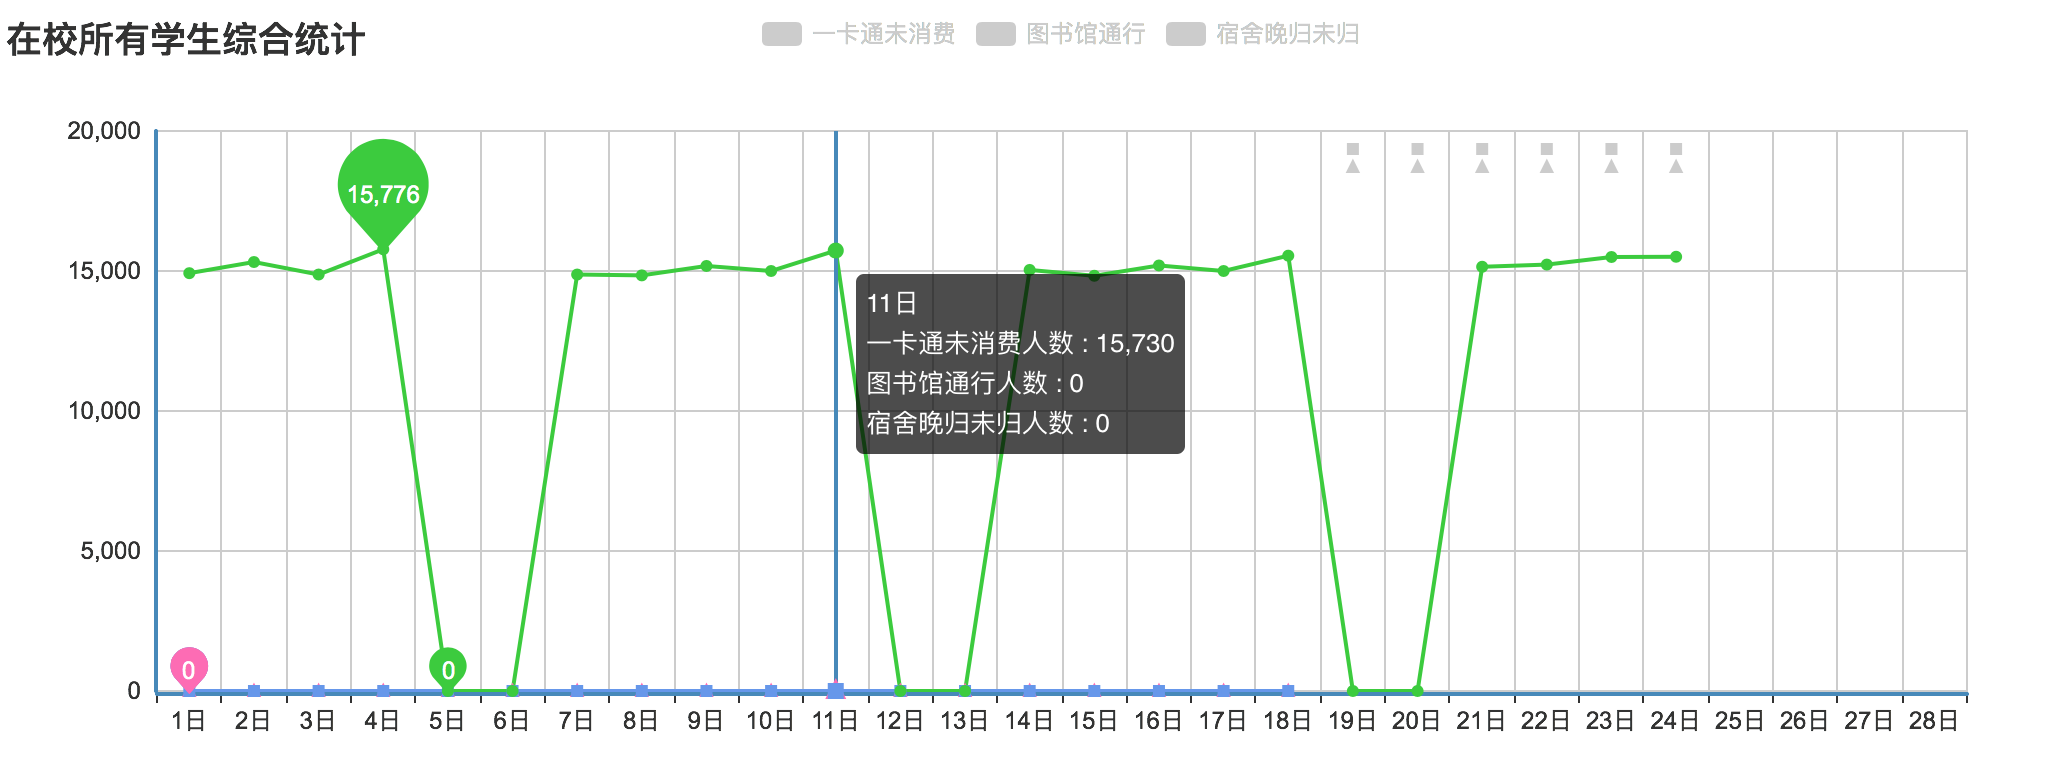 在校所有学生综合统计
一卡通未消费 图书馆通行 宿舍晚归未归
20,000
15,000
10,000
5,000
0
15,776
0
0
11日
一卡通未消费人数 : 15,730
图书馆通行人数 : 0
宿舍晚归未归人数 : 0
1日 2日 3日 4日 5日 6日 7日 8日 9日 10日 11日 12日 13日 14日 15日 16日 17日 18日 19日 20日 21日 22日 23日 24日 25日 26日 27日 28日